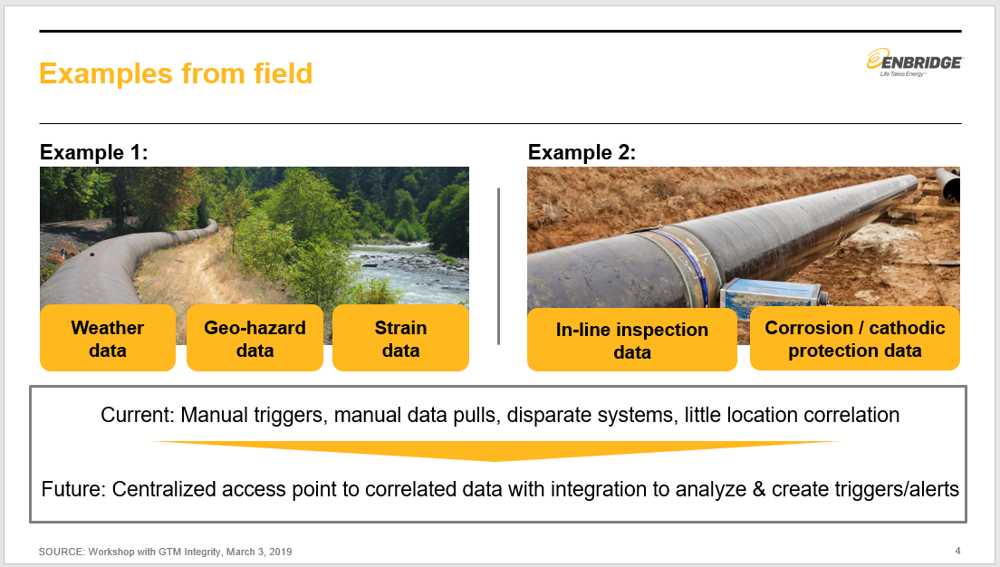 Examples from field
ENBRIDGE
Life Takes Energy™
Example 1:
Example 2:
Weather
data
Geo-hazard
data
Strain
data
In-line inspection
data
Corrosion / cathodic
protection data
Current: Manual triggers, manual data pulls, disparate systems, little location correlation
Future: Centralized access point to correlated data with integration to analyze & create triggers/alerts
SOURCE: Workshop with GTM Integrity, March 3, 2019
4